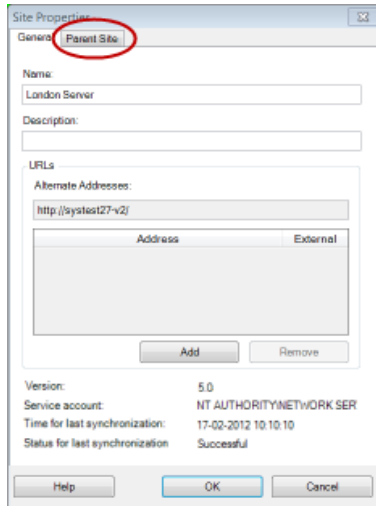 Site Properties
General Parent Site
Name:
London Server
Description:
URLs
Alternate Addresses:
http://systest27-v2/
Address External
Add Remove
Version: 5.0
Service account: NT AUTHORITY\NETWORK SER
Time for last synchronization: 17-02-2012 10:10:10
Status for last synchronization Successful
Help OK Cancel